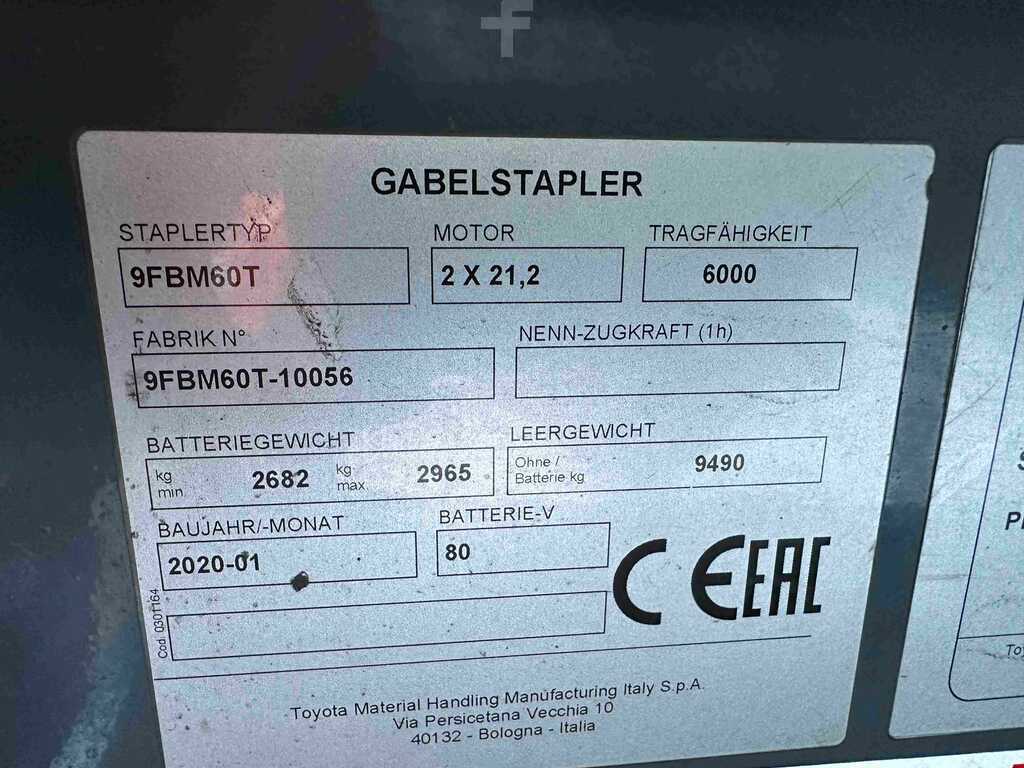 f
GABELSTAPLER
STAPLERTYP MOTOR TRAGFÄHIGKEIT
9FBM60T 2 X 21,2 6000
FABRIK N° NENN-ZUGKRAFT (1h)
9FBM60T-10056
BATTERIEGEWICHT LEERGEWICHT
kg min. 2682 kg max. 2965 Ohne / Batterie kg 9490
BAUJAHR/-MONAT BATTERIE-V
2020-01 80
CE EAC
Cod. 0301164
Toyota Material Handling Manufacturing Italy S.p.A.
Via Persicetana Vecchia 10
40132 - Bologna - Italia